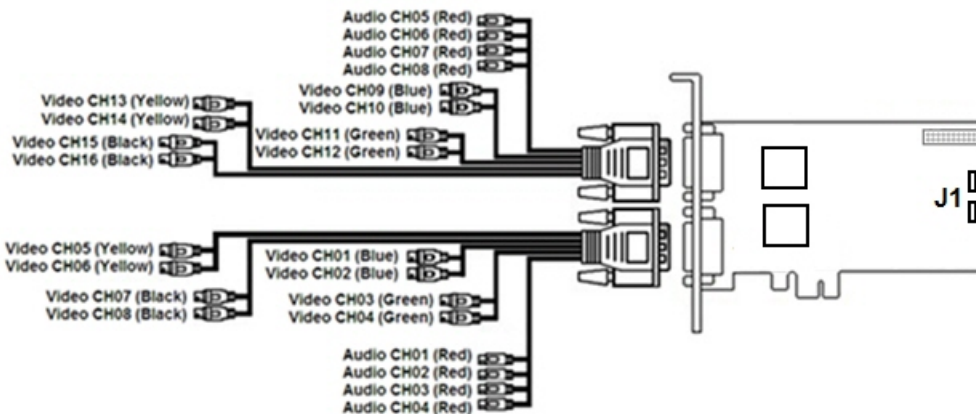 Audio CH05 (Red)
Audio CH06 (Red)
Audio CH07 (Red)
Audio CH08 (Red)
Video CH09 (Blue)
Video CH10 (Blue)
Video CH13 (Yellow)
Video CH14 (Yellow)
Video CH11 (Green)
Video CH12 (Green)
Video CH15 (Black)
Video CH16 (Black)
J1
Video CH05 (Yellow)
Video CH06 (Yellow)
Video CH01 (Blue)
Video CH02 (Blue)
Video CH07 (Black)
Video CH08 (Black)
Video CH03 (Green)
Video CH04 (Green)
Audio CH01 (Red)
Audio CH02 (Red)
Audio CH03 (Red)
Audio CH04 (Red)